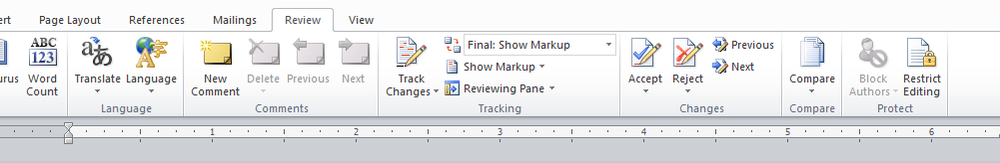 ert Page Layout References Mailings Review View
urus
ABC
123
Word
Count
Translate Language
Language
New
Comment
Delete Previous Next
Comments
Track
Changes
Final: Show Markup
Show Markup
Reviewing Pane
Tracking
Accept Reject
Previous
Next
Changes
Compare
Compare
Block
Authors
Restrict
Editing
Protect
1 2 3 4 5 6